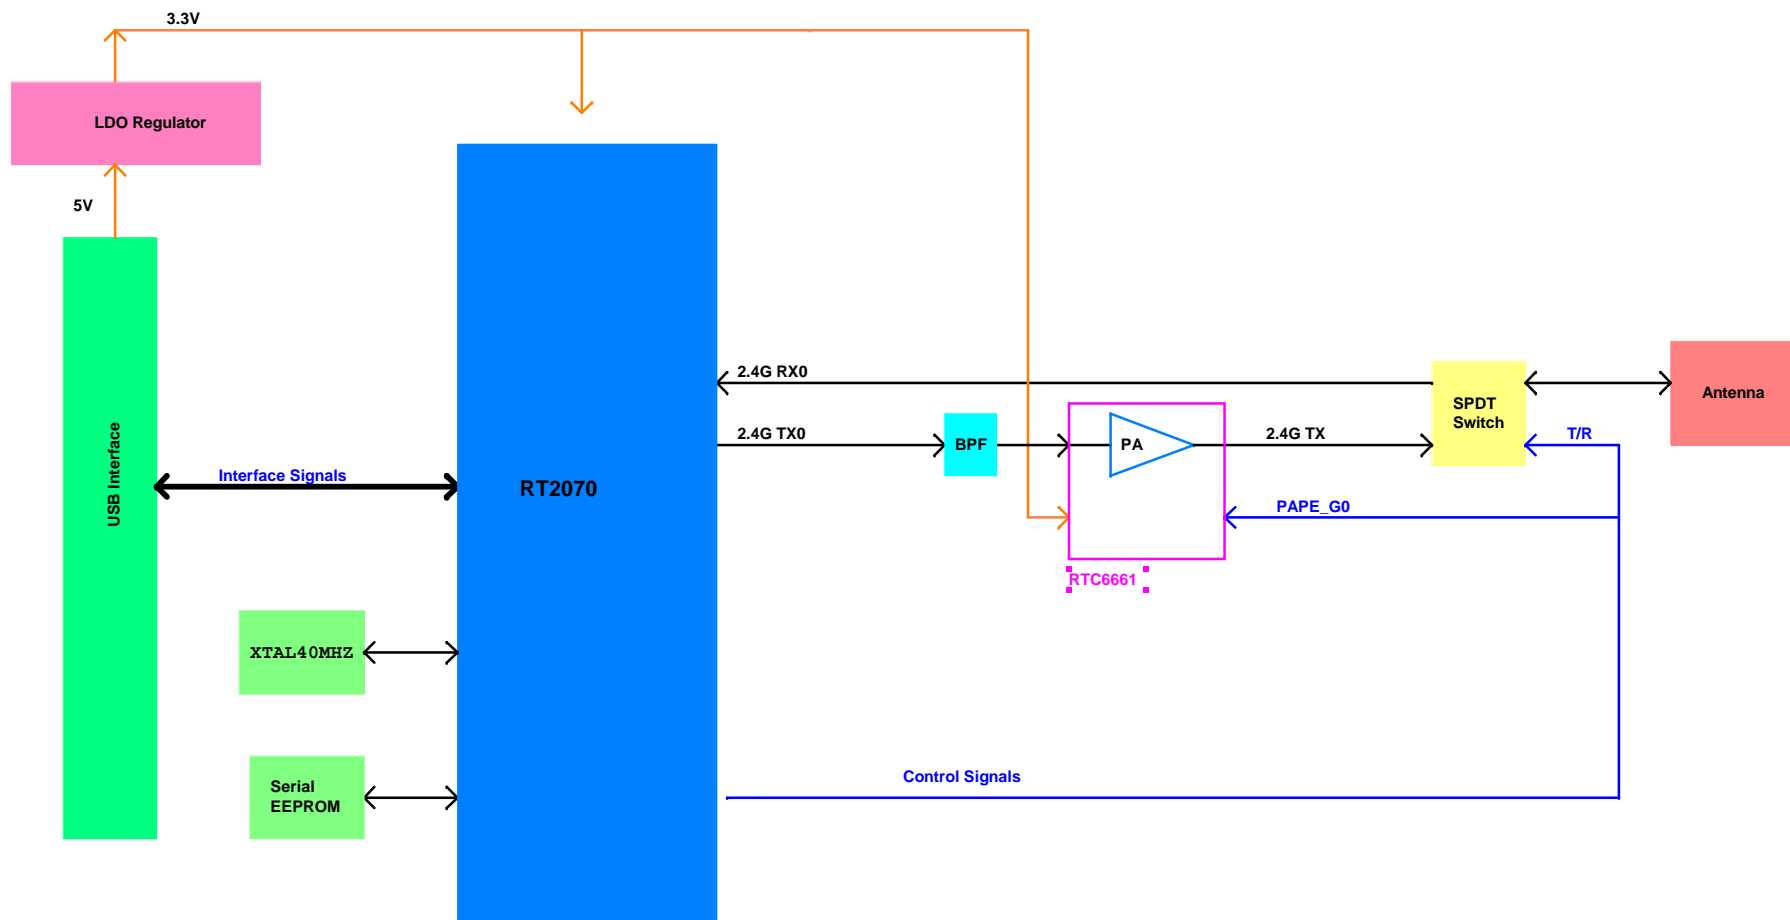 3.3V
LDO Regulator
5V
2.4G RX0
SPDT
Switch
Antenna
2.4G TX0
BPF
PA
2.4G TX
T/R
USB Interface
Interface Signals
RT2070
PAPE_G0
RTC6661
XTAL40MHZ
Serial
EEPROM
Control Signals